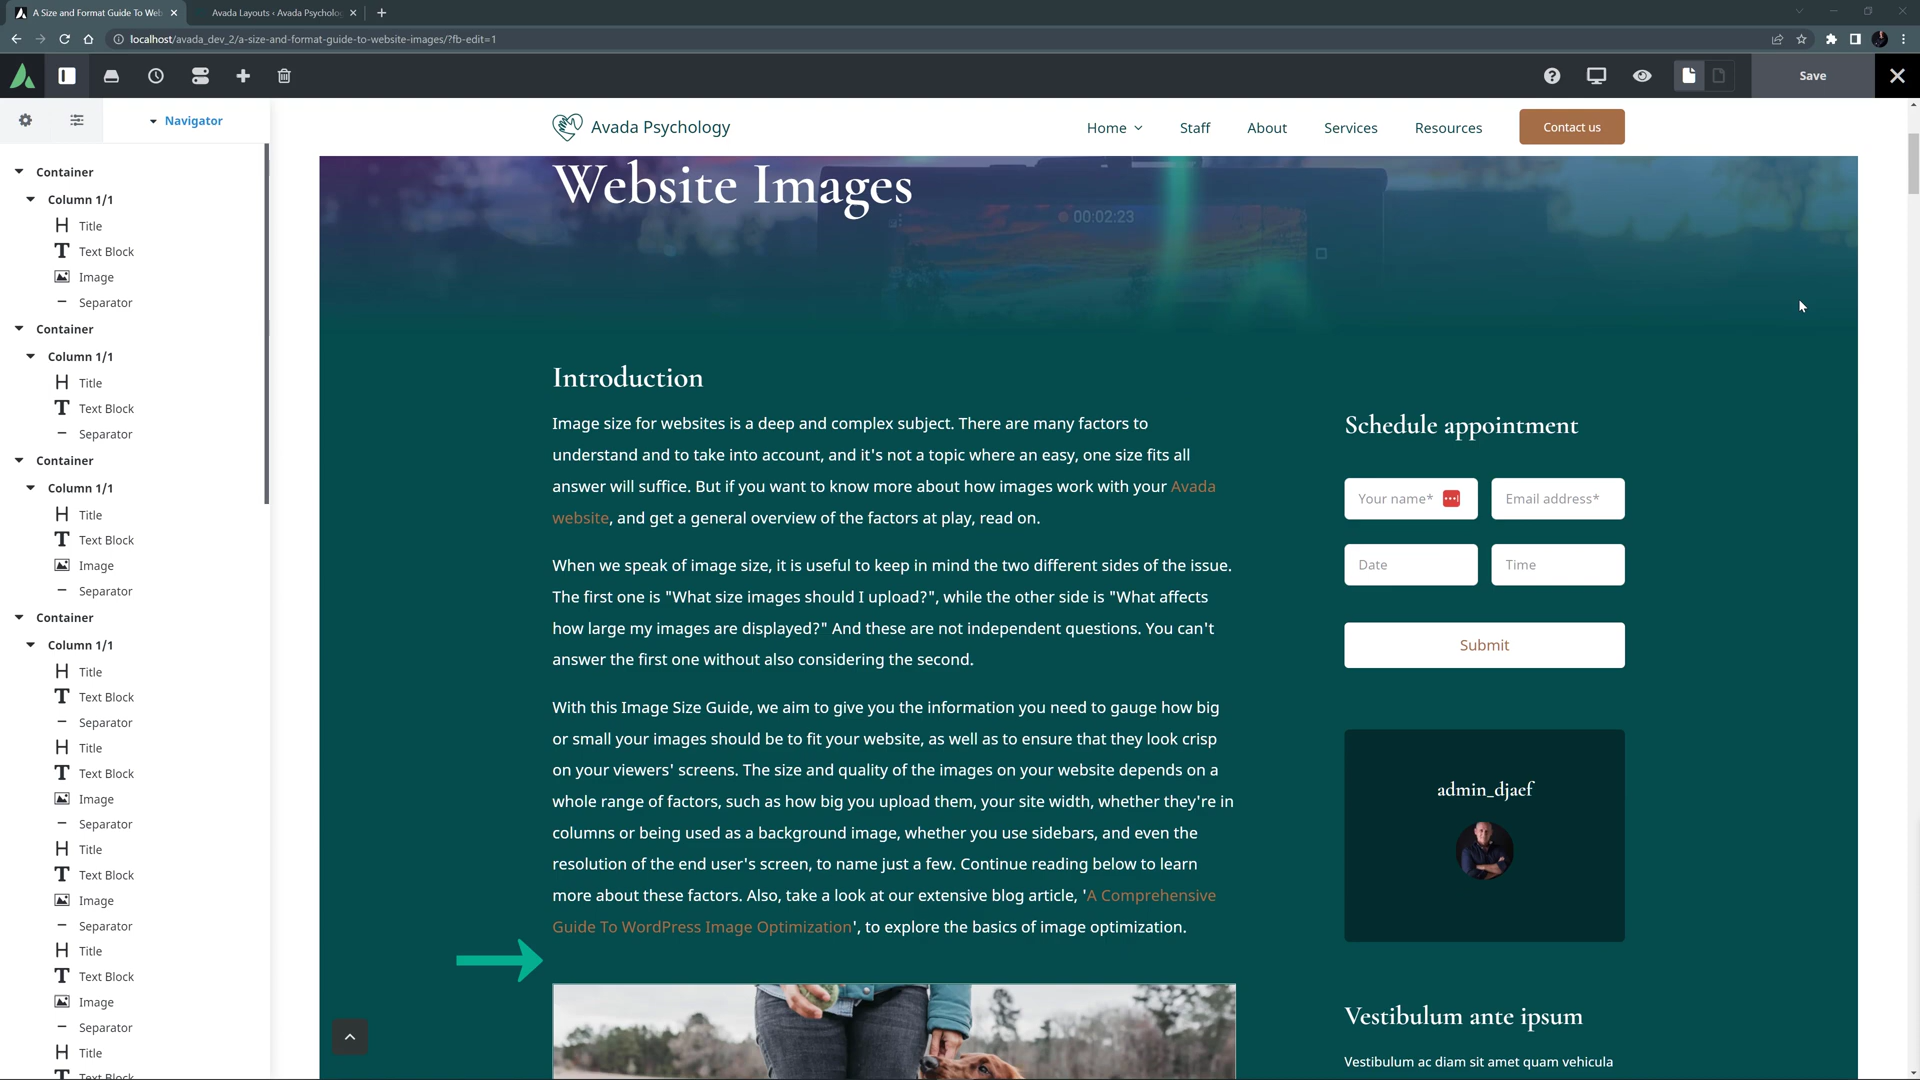 A Size and Format Guide To Web
Avada Layouts ‹ Avada Psycholog
localhost/avada_dev_2/a-size-and-format-guide-to-website-images/?fb-edit=1
Save
Navigator
Container
Column 1/1
Title
Text Block
Image
Separator
Container
Column 1/1
Title
Text Block
Separator
Container
Column 1/1
Title
Text Block
Image
Separator
Container
Column 1/1
Title
Text Block
Separator
Title
Text Block
Image
Separator
Title
Text Block
Image
Separator
Title
Text Block
Image
Separator
Title
Text Block
Avada Psychology
Home
Staff
About
Services
Resources
Contact us
Website Images
00:02:23
Introduction
Image size for websites is a deep and complex subject. There are many factors to
understand and to take into account, and it's not a topic where an easy, one size fits all
answer will suffice. But if you want to know more about how images work with your Avada
website, and get a general overview of the factors at play, read on.
When we speak of image size, it is useful to keep in mind the two different sides of the issue.
The first one is "What size images should I upload?", while the other side is "What affects
how large my images are displayed?" And these are not independent questions. You can't
answer the first one without also considering the second.
With this Image Size Guide, we aim to give you the information you need to gauge how big
or small your images should be to fit your website, as well as to ensure that they look crisp
on your viewers' screens. The size and quality of the images on your website depends on a
whole range of factors, such as how big you upload them, your site width, whether they're in
columns or being used as a background image, whether you use sidebars, and even the
resolution of the end user's screen, to name just a few. Continue reading below to learn
more about these factors. Also, take a look at our extensive blog article, 'A Comprehensive
Guide To WordPress Image Optimization', to explore the basics of image optimization.
Schedule appointment
Your name*
Email address*
Date
Time
Submit
admin_djaef
Vestibulum ante ipsum
Vestibulum ac diam sit amet quam vehicula